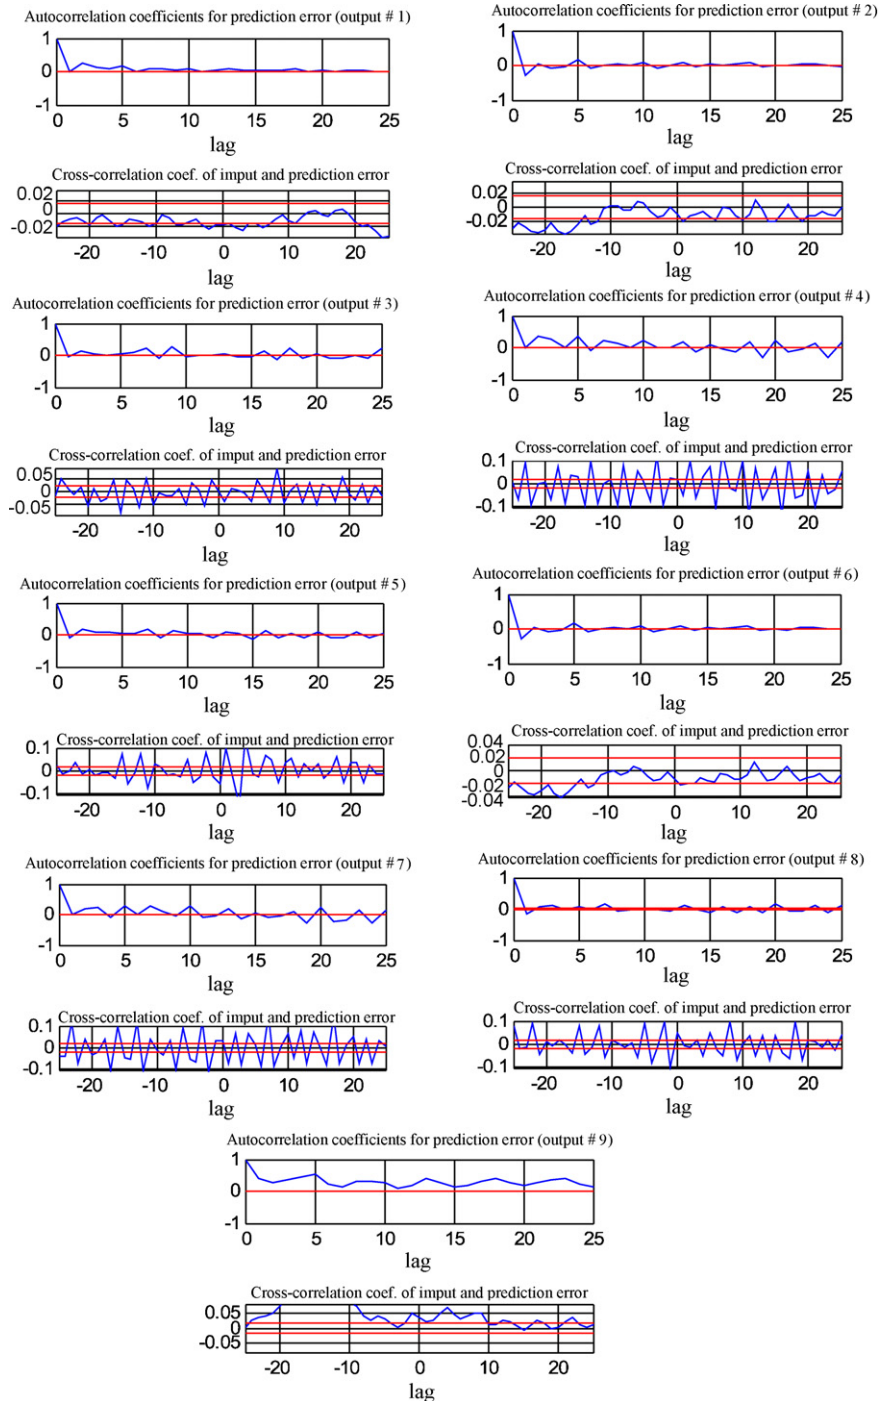 Autocorrelation coefficients for prediction error (output # 1)
1
0
-1
0 5 10 15 20 25
lag
Cross-correlation coef. of imput and prediction error
0.02
0
-0.02
-20 -10 0 10 20
lag
Autocorrelation coefficients for prediction error (output # 2)
1
0
-1
0 5 10 15 20 25
lag
Cross-correlation coef. of imput and prediction error
0.02
0
-0.02
-20 -10 0 10 20
lag
Autocorrelation coefficients for prediction error (output # 3)
1
0
-1
0 5 10 15 20 25
lag
Cross-correlation coef. of imput and prediction error
0.05
0
-0.05
-20 -10 0 10 20
lag
Autocorrelation coefficients for prediction error (output # 4)
1
0
-1
0 5 10 15 20 25
lag
Cross-correlation coef. of imput and prediction error
0.1
0
-0.1
-20 -10 0 10 20
lag
Autocorrelation coefficients for prediction error (output # 5)
1
0
-1
0 5 10 15 20 25
lag
Cross-correlation coef. of imput and prediction error
0.1
0
-0.1
-20 -10 0 10 20
lag
Autocorrelation coefficients for prediction error (output # 6)
1
0
-1
0 5 10 15 20 25
lag
Cross-correlation coef. of imput and prediction error
0.04
0.02
0
-0.02
-0.04
-20 -10 0 10 20
lag
Autocorrelation coefficients for prediction error (output # 7)
1
0
-1
0 5 10 15 20 25
lag
Cross-correlation coef. of imput and prediction error
0.1
0
-0.1
-20 -10 0 10 20
lag
Autocorrelation coefficients for prediction error (output # 8)
1
0
-1
0 5 10 15 20 25
lag
Cross-correlation coef. of imput and prediction error
0.1
0
-0.1
-20 -10 0 10 20
lag
Autocorrelation coefficients for prediction error (output # 9)
1
0
-1
0 5 10 15 20 25
lag
Cross-correlation coef. of imput and prediction error
0.05
0
-0.05
-20 -10 0 10 20
lag